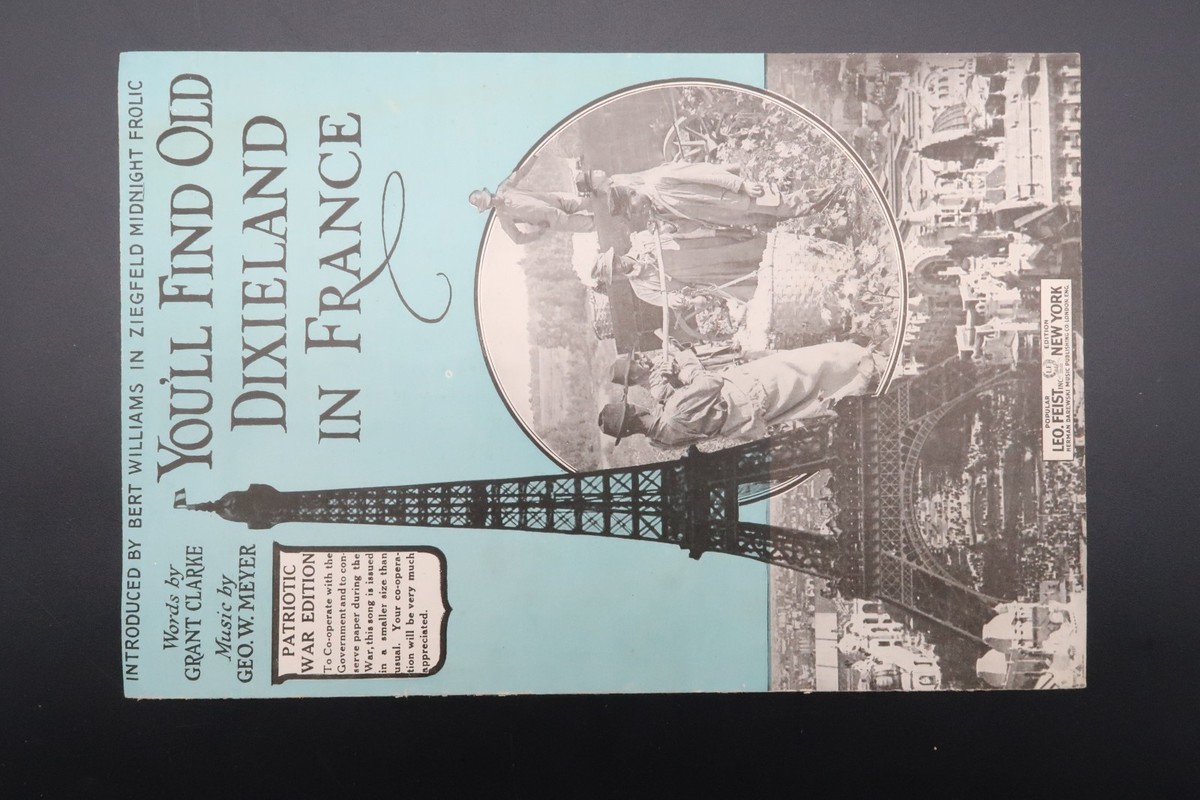 INTRODUCED BY BERT WILLIAMS IN ZIEGFELD MIDNIGHT FROLIC
YOU'LL FIND OLD
DIXIELAND
IN FRANCE
Words by
GRANT CLARKE
Music by
GEO. W. MEYER
PATRIOTIC
WAR EDITION
To Co-operate with the
Government and to con-
serve paper during the
War, this song is issued
in a smaller size than
usual. Your co-opera-
tion will be very much
appreciated.
POPULAR EDITION
LEO. FEIST INC. NEW YORK
HERMAN DAREWSKI MUSIC PUBLISHING CO. LONDON ENG.